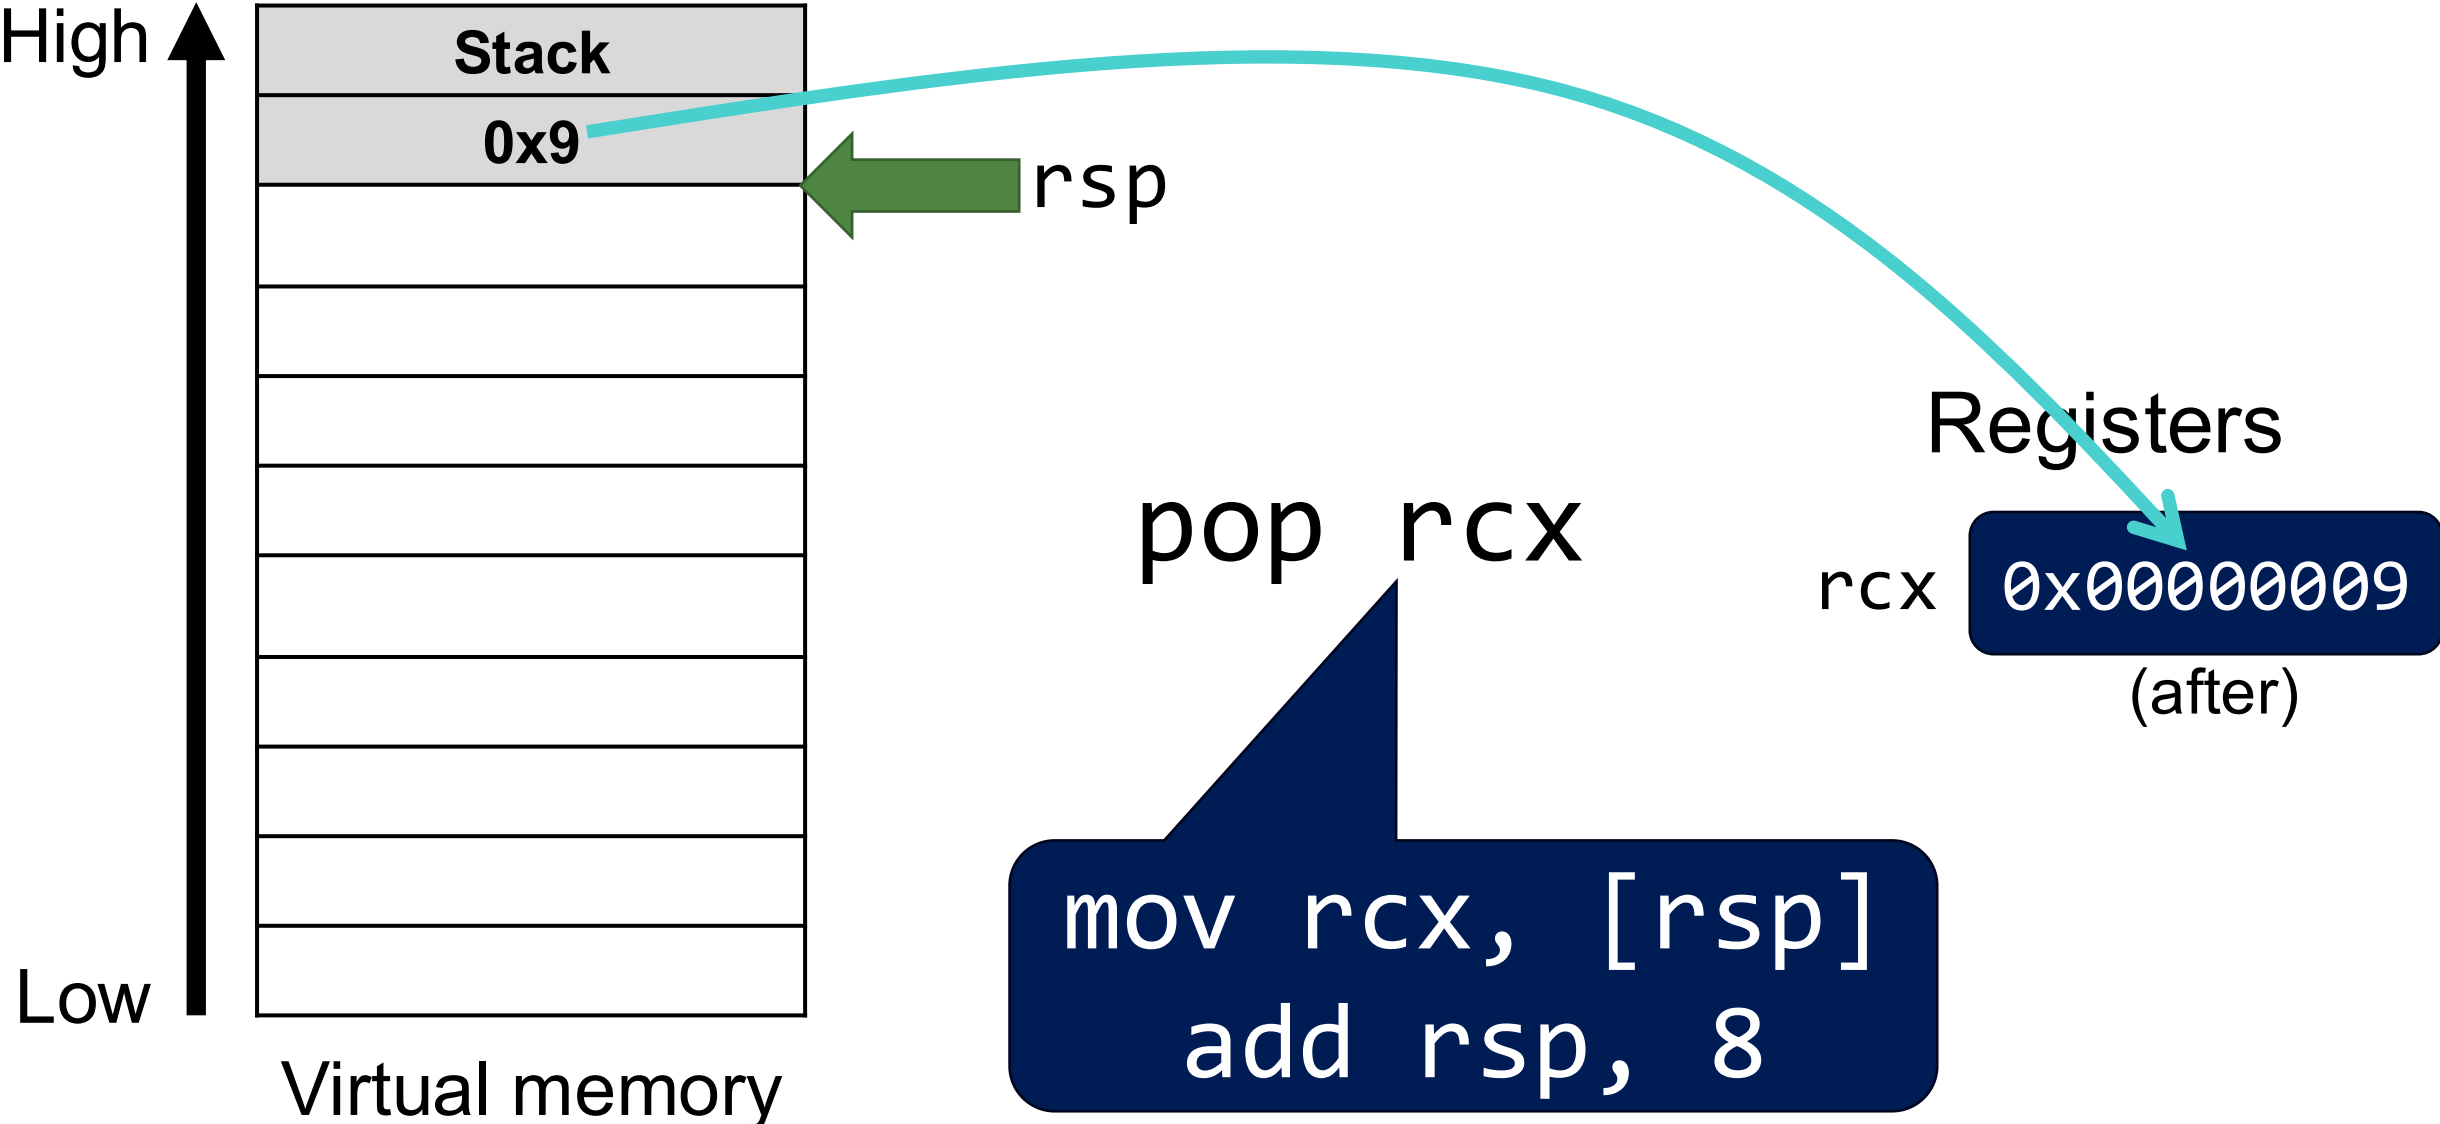 High
Stack
0x9
rsp
Registers
pop rcx
rcx
0x00000009
(after)
mov rcx, [rsp]
add rsp, 8
Low
Virtual memory